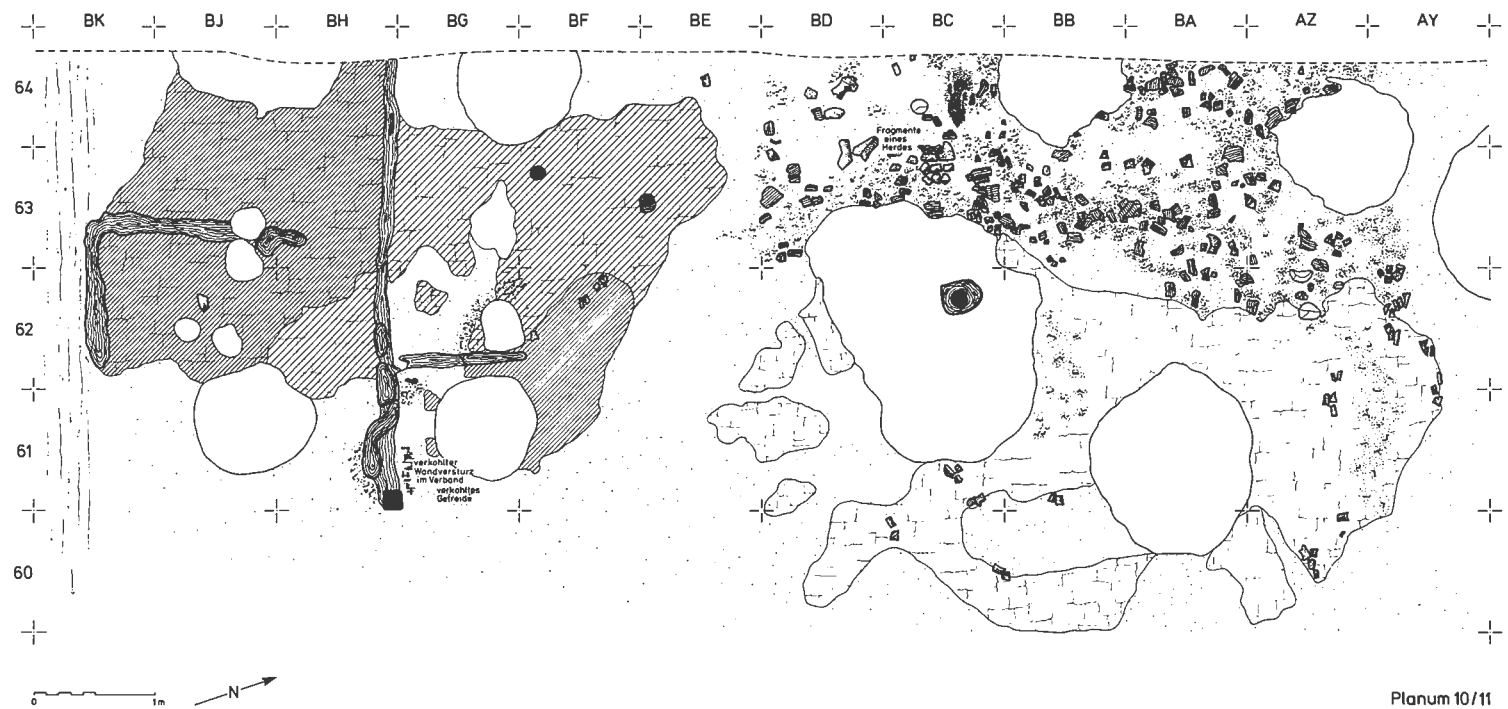 BK BJ BH BG BF BE BD BC BB BA AZ AY
64
Fragmente
eines
Herdes
63
62
61
verkohlter
Wandversturz
im Verband
verkohltes
Getreide
60
0 1m
N
Planum 10/11